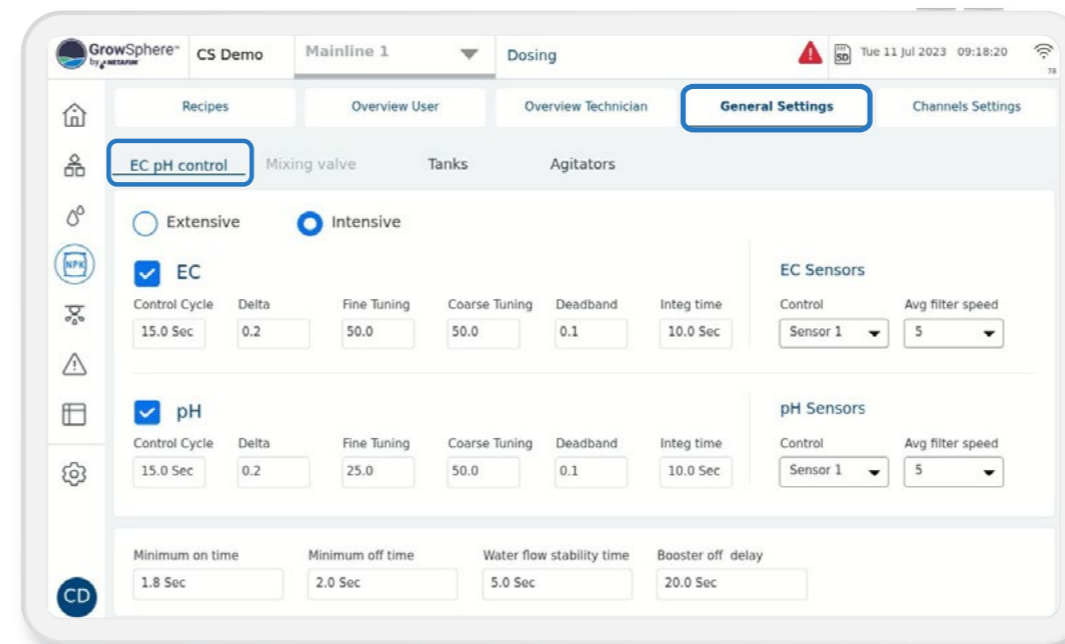 GrowSphere™ CS Demo Mainline 1 Dosing SD Tue 11 Jul 2023 09:18:20
by NETAFIM 78
Recipes Overview User Overview Technician General Settings Channels Settings
EC pH control Mixing valve Tanks Agitators
Extensive Intensive
NPK
EC EC Sensors
Control Cycle Delta Fine Tuning Coarse Tuning Deadband Integ time Control Avg filter speed
15.0 Sec 0.2 50.0 50.0 0.1 10.0 Sec Sensor 1 5
pH pH Sensors
Control Cycle Delta Fine Tuning Coarse Tuning Deadband Integ time Control Avg filter speed
15.0 Sec 0.2 25.0 50.0 0.1 10.0 Sec Sensor 1 5
Minimum on time Minimum off time Water flow stability time Booster off delay
1.8 Sec 2.0 Sec 5.0 Sec 20.0 Sec
CD